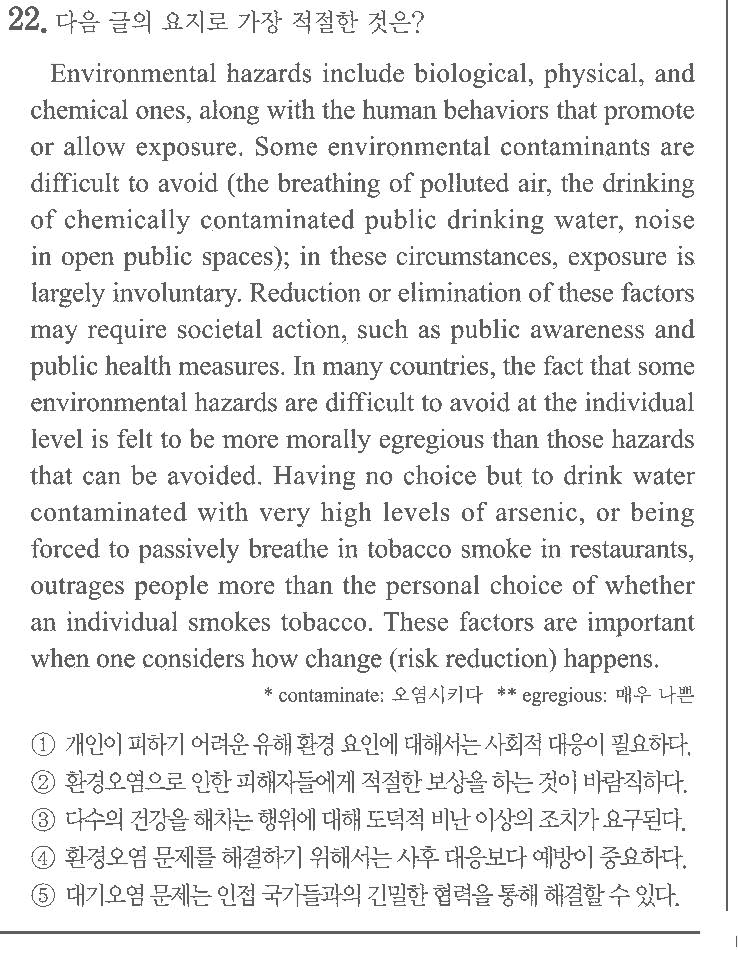 22. 다음 글의 요지로 가장 적절한 것은?
Environmental hazards include biological, physical, and
chemical ones, along with the human behaviors that promote
or allow exposure. Some environmental contaminants are
difficult to avoid (the breathing of polluted air, the drinking
of chemically contaminated public drinking water, noise
in open public spaces); in these circumstances, exposure is
largely involuntary. Reduction or elimination of these factors
may require societal action, such as public awareness and
public health measures. In many countries, the fact that some
environmental hazards are difficult to avoid at the individual
level is felt to be more morally egregious than those hazards
that can be avoided. Having no choice but to drink water
contaminated with very high levels of arsenic, or being
forced to passively breathe in tobacco smoke in restaurants,
outrages people more than the personal choice of whether
an individual smokes tobacco. These factors are important
when one considers how change (risk reduction) happens.
* contaminate: 오염시키다 ** egregious: 매우 나쁜
① 개인이 피하기 어려운 유해 환경 요인에 대해서는 사회적 대응이 필요하다.
② 환경오염으로 인한 피해자들에게 적절한 보상을 하는 것이 바람직하다.
③ 다수의 건강을 해치는 행위에 대해 도덕적 비난 이상의 조치가 요구된다.
④ 환경오염 문제를 해결하기 위해서는 사후 대응보다 예방이 중요하다.
⑤ 대기오염 문제는 인접 국가들과의 긴밀한 협력을 통해 해결할 수 있다.